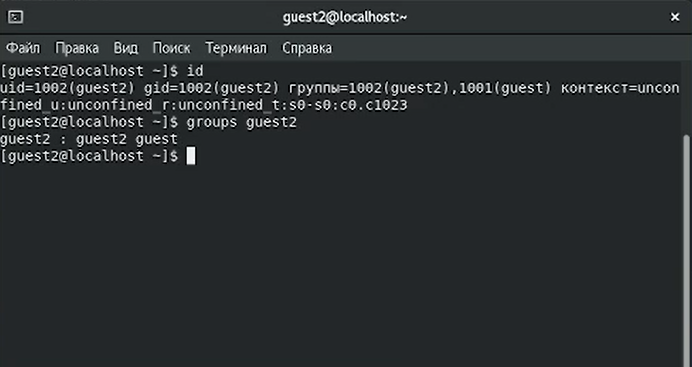 guest2@localhost:~
Файл Правка Вид Поиск Терминал Справка
[guest2@localhost ~]$ id
uid=1002(guest2) gid=1002(guest2) группы=1002(guest2),1001(guest) контекст=uncon
fined_u:unconfined_r:unconfined_t:s0-s0:c0.c1023
[guest2@localhost ~]$ groups guest2
guest2 : guest2 guest
[guest2@localhost ~]$